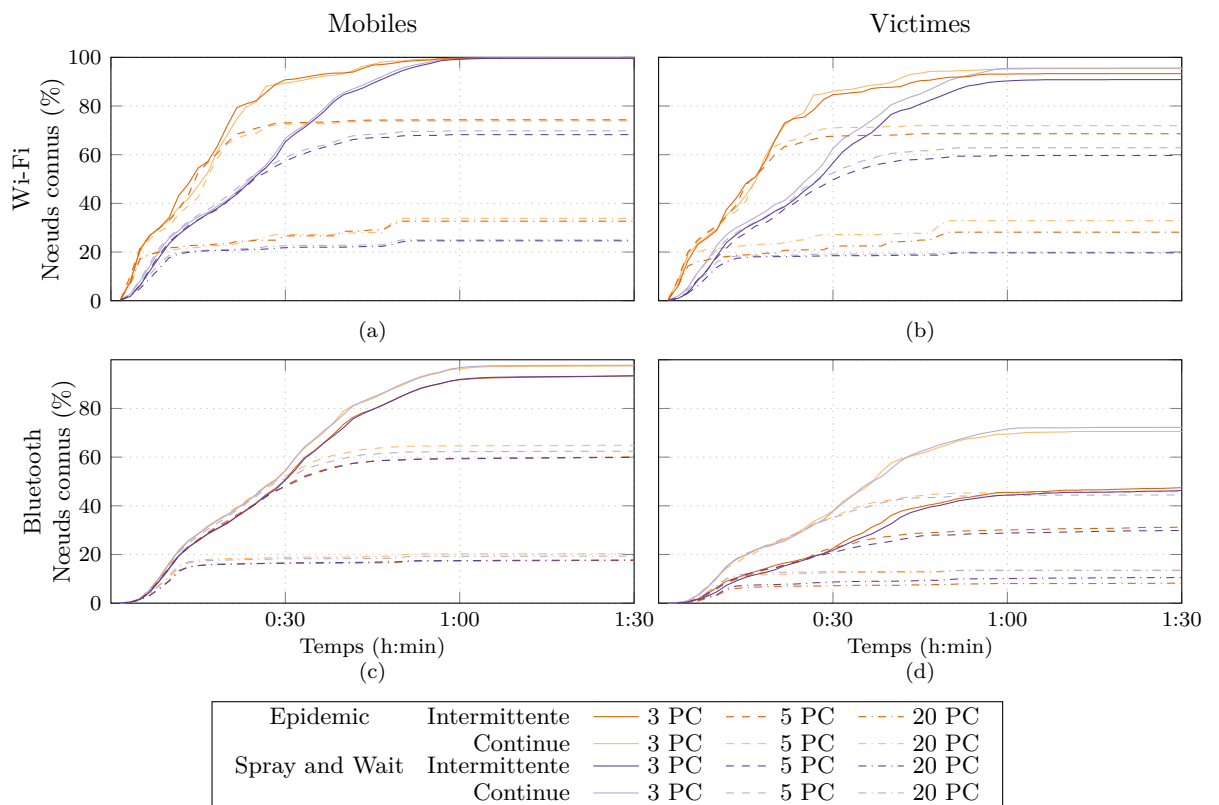 Mobiles
Victimes
Wi-Fi
Nœuds connus (%)
100
80
60
40
20
0
(a)
(b)
Bluetooth
Nœuds connus (%)
80
60
40
20
0
0:30
1:00
1:30
0:30
1:00
1:30
Temps (h:min)
Temps (h:min)
(c)
(d)
Epidemic Intermittente 3 PC 5 PC 20 PC
Continue 3 PC 5 PC 20 PC
Spray and Wait Intermittente 3 PC 5 PC 20 PC
Continue 3 PC 5 PC 20 PC